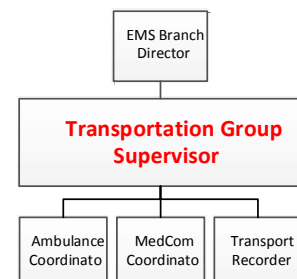 EMS Branch
Director
Transportation Group
Supervisor
Ambulance
Coordinato
MedCom
Coordinato
Transport
Recorder